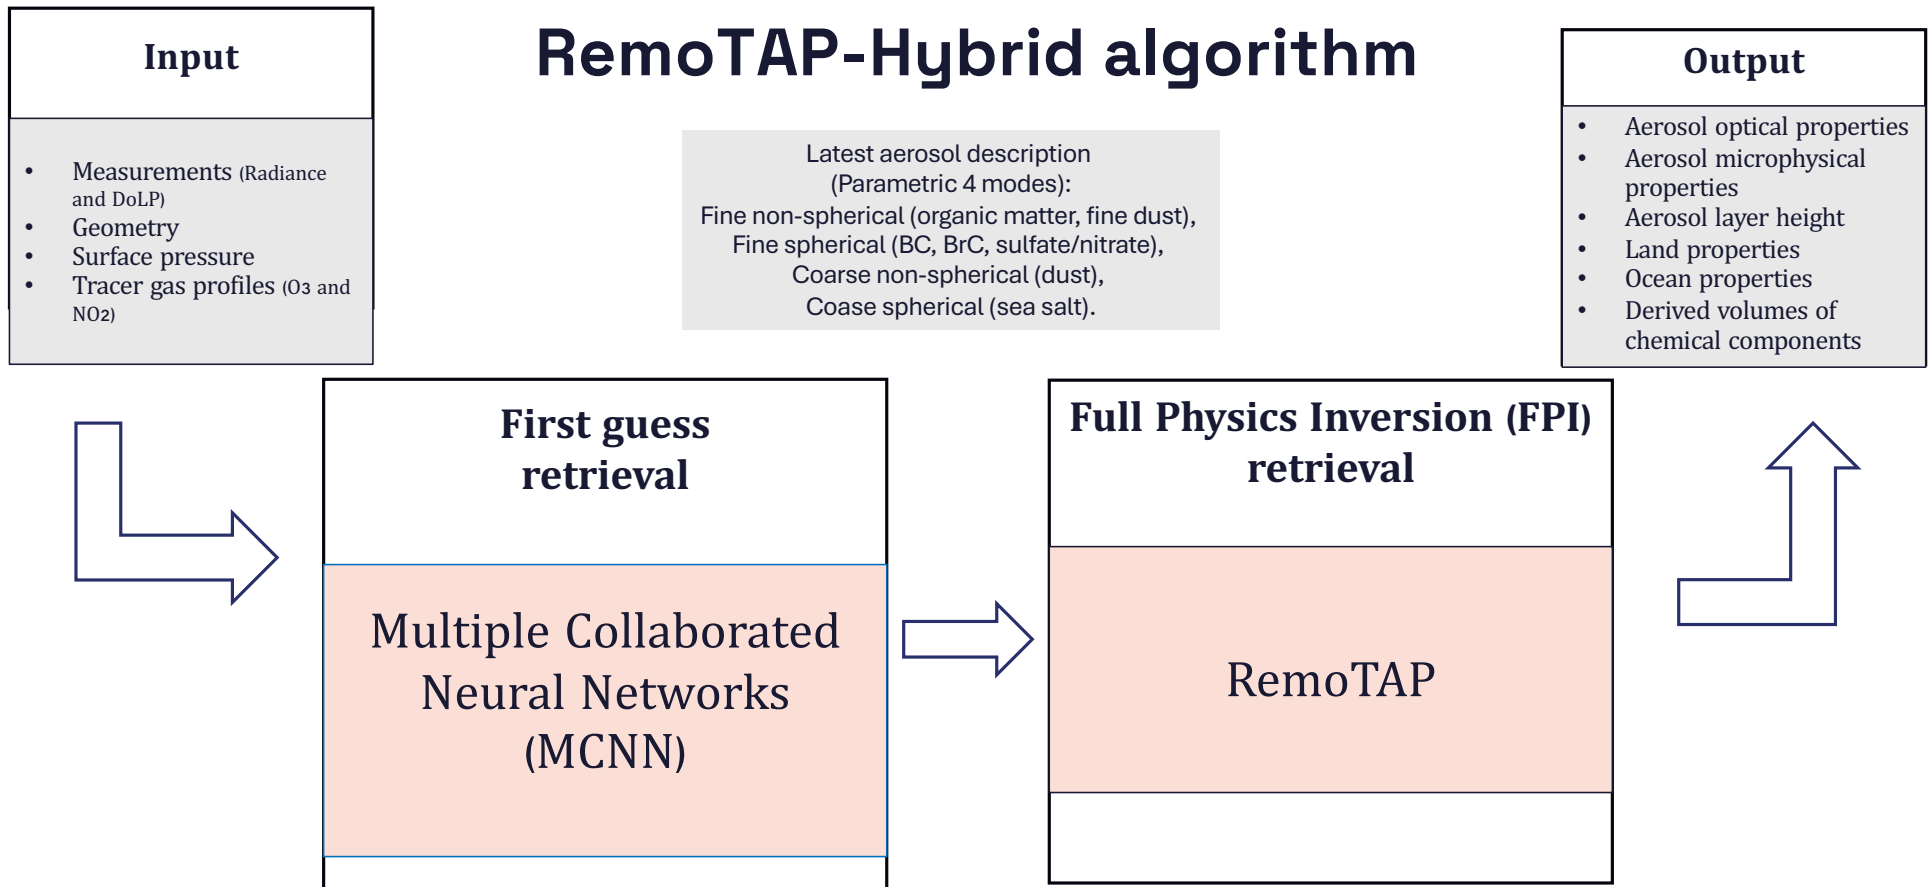 RemoTAP-Hybrid algorithm
Input
• Measurements (Radiance
and DoLP)
• Geometry
• Surface pressure
• Tracer gas profiles (O3 and
NO2)
Latest aerosol description
(Parametric 4 modes):
Fine non-spherical (organic matter, fine dust),
Fine spherical (BC, BrC, sulfate/nitrate),
Coarse non-spherical (dust),
Coase spherical (sea salt).
Output
• Aerosol optical properties
• Aerosol microphysical
properties
• Aerosol layer height
• Land properties
• Ocean properties
• Derived volumes of
chemical components
First guess
retrieval
Multiple Collaborated
Neural Networks
(MCNN)
Full Physics Inversion (FPI)
retrieval
RemoTAP